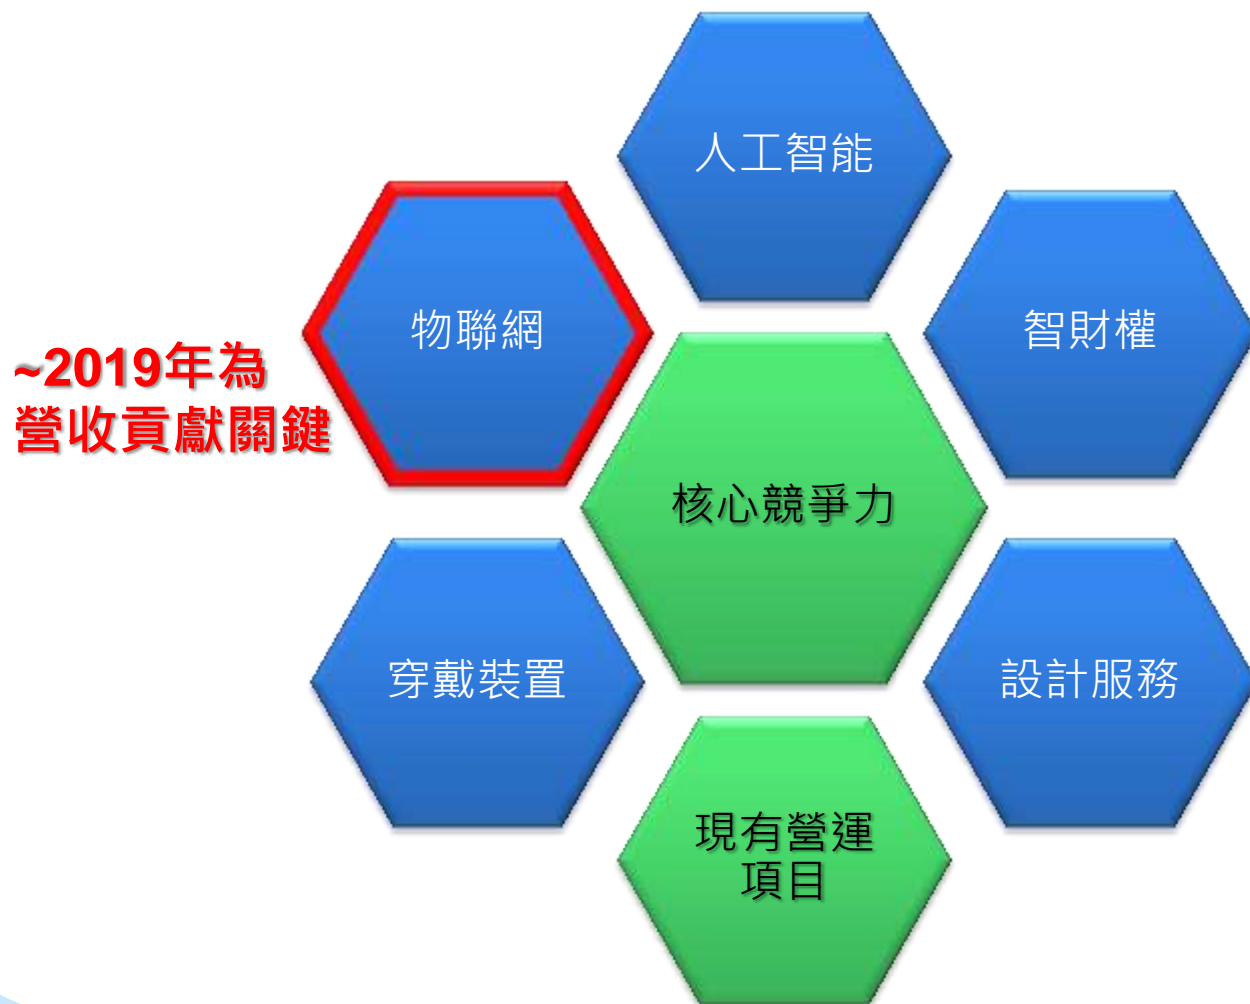 人工智能
物聯網
智財權
~2019年為
營收貢獻關鍵
核心競爭力
穿戴裝置
設計服務
現有營運
項目